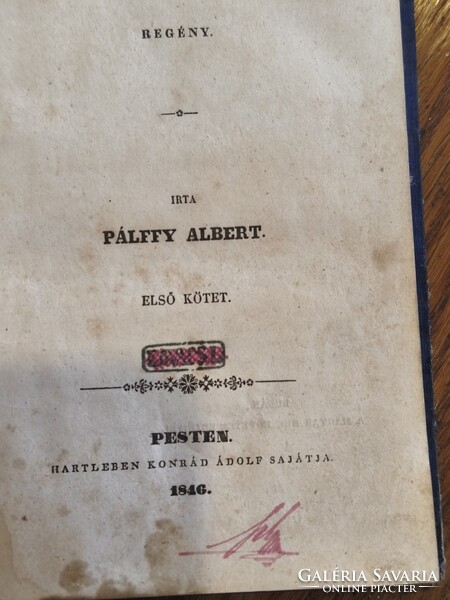 REGÉNY.
IRTA
PÁLFFY ALBERT.
ELSŐ KÖTET.
PESTEN.
HARTLEBEN KONRÁD ÁDOLF SAJÁTJA.
1846.
GALÉRIA SAVARIA
ONLINE PIACTÉR